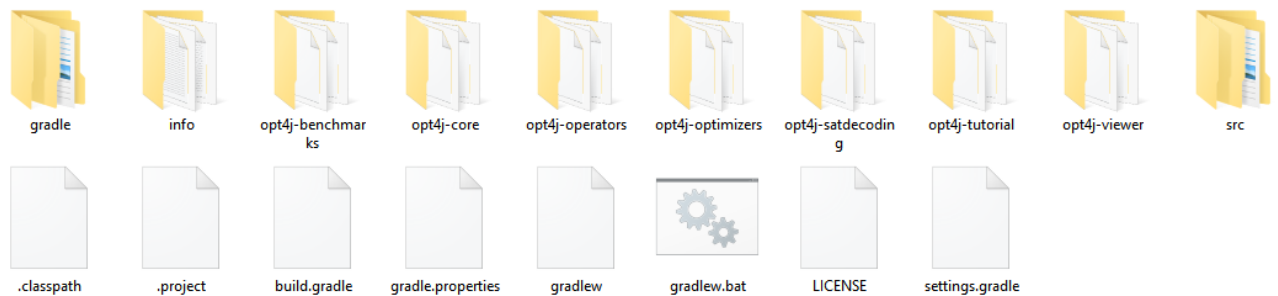 gradle
info
opt4j-benchmar
ks
opt4j-core
opt4j-operators
opt4j-optimizers
opt4j-satdecodin
g
opt4j-tutorial
opt4j-viewer
src
.classpath
.project
build.gradle
gradle.properties
gradlew
gradlew.bat
LICENSE
settings.gradle